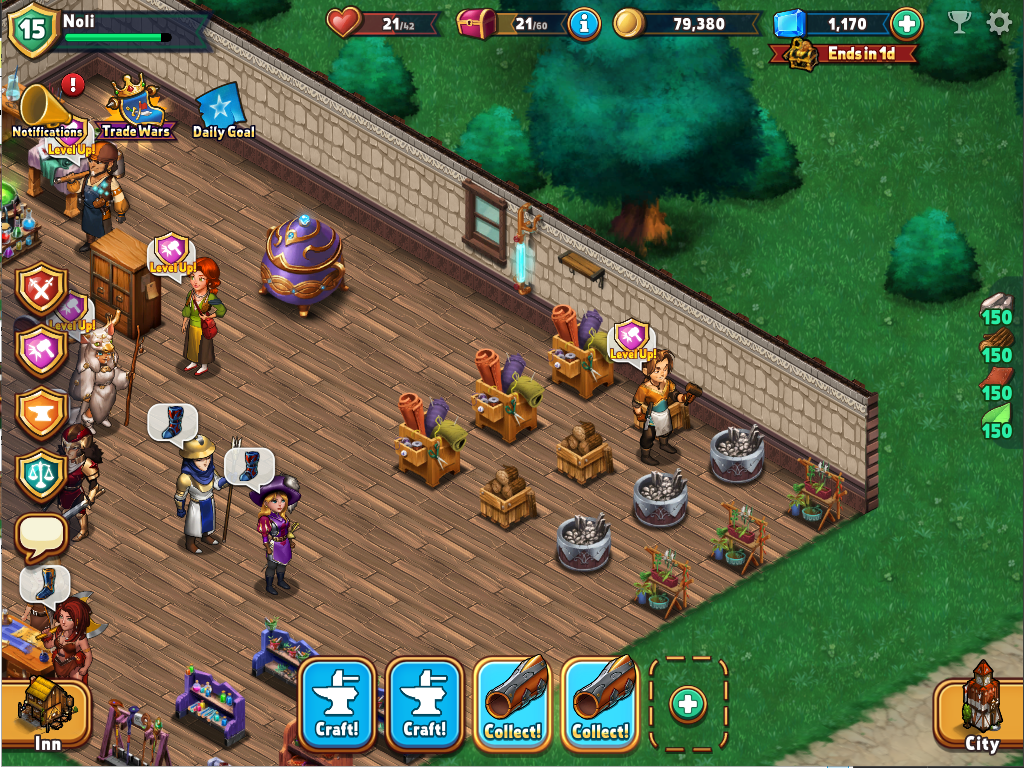 15
Noli
21/42
21/60
i
79,380
1,170
Ends in 1d
!
Notifications
Trade Wars
Daily Goal
Level Up!
Level Up!
Level Up!
Level Up!
150
150
150
150
Craft!
Craft!
Collect!
Collect!
Inn
City